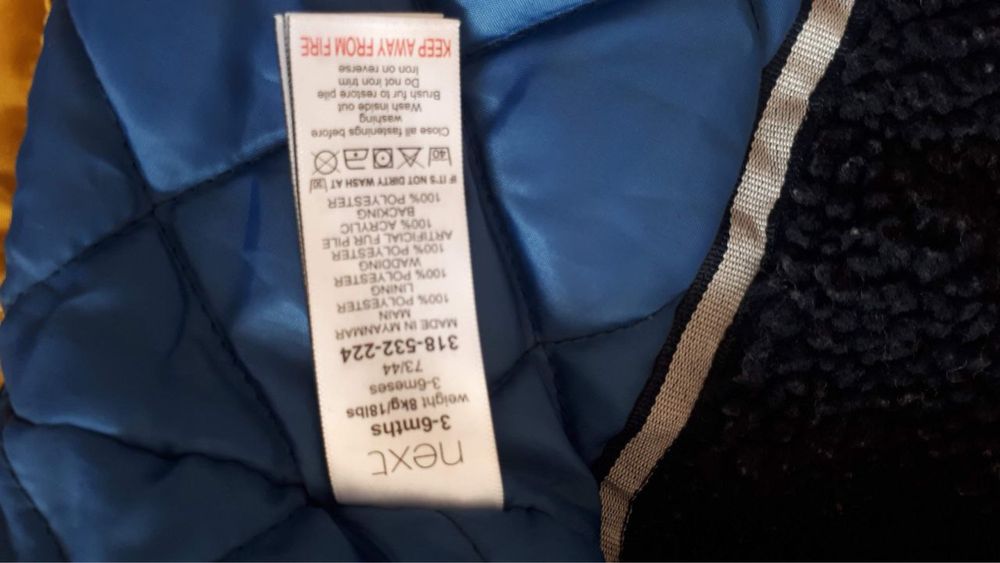 next
3-6mths
weight 8kg/18lbs
3-6meses
73/44
318-532-224
MADE IN MYANMAR
MAIN
100% POLYESTER
LINING
100% POLYESTER
WADDING
100% POLYESTER
ARTIFICIAL FUR PILE
100% ACRYLIC
BACKING
100% POLYESTER
IF IT'S NOT DIRTY WASH AT 30
40
Close all fastenings before
washing
Wash inside out
Brush fur to restore pile
Do not iron trim
iron on reverse
KEEP AWAY FROM FIRE